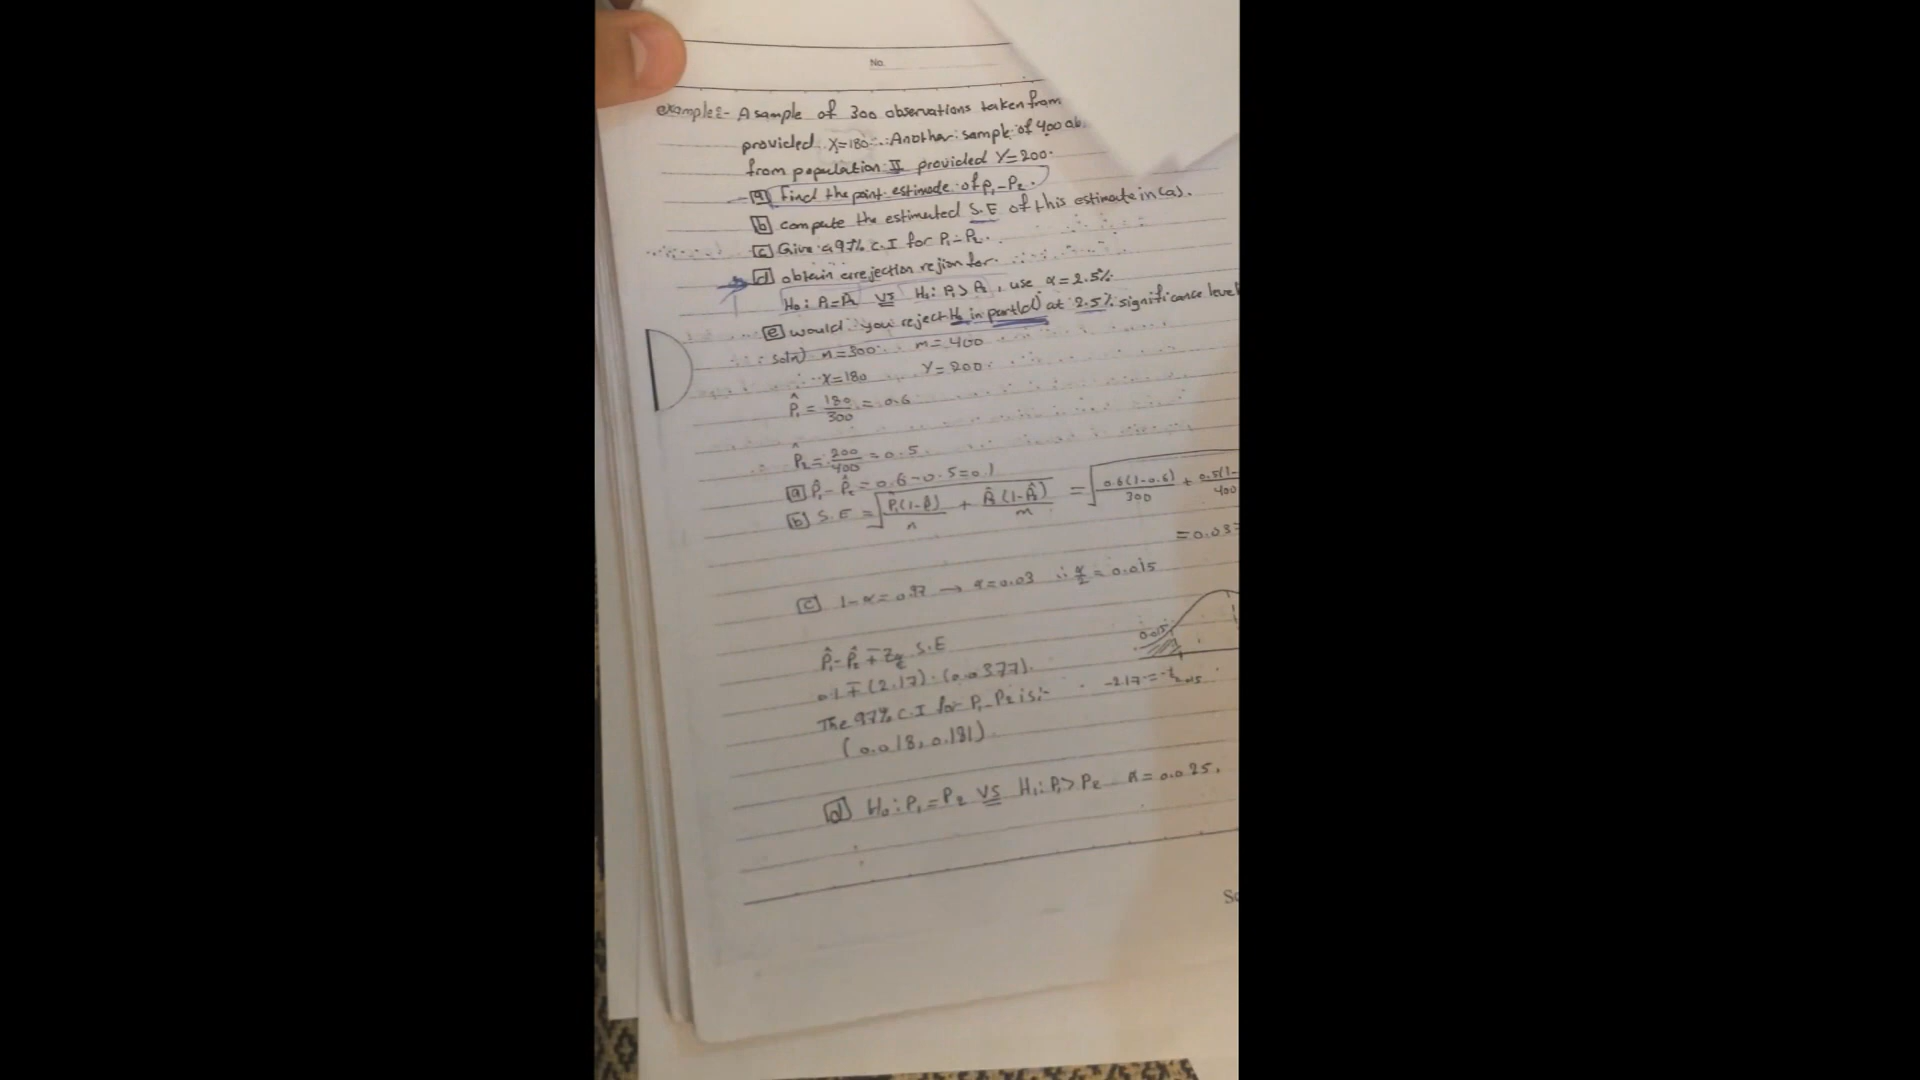 No.
example:- A sample of 300 observations taken from
provided X=180. Another sample of 400 ob
from population II provided Y=200.
a Find the point estimate of p₁-P₂.
b compute the estimated S.E of this estimate in (a).
c Give a 97% C.I for P₁-P₂.
d obtain a rejection rejion for
H₀: P₁=P₂ VS H₁: P₁>P₂, use α=2.5%
e would you reject H₀ in part(d) at 2.5% significance level
soln) n=300 m=400
X=180 Y=200
P̂₁ = 180/300 = 0.6
P̂₂ = 200/400 = 0.5
a P̂₁-P̂₂ = 0.6-0.5=0.1
b S.E = √(P̂₁(1-P̂₁)/n + P̂₂(1-P̂₂)/m) = √(0.6(1-0.6)/300 + 0.5(1-/400
=0.03
c 1-α=0.97 → α=0.03 ∴ α/2 = 0.015
0.015
P̂₁-P̂₂ ∓ Z α/2 S.E
0.1 ∓ (2.17).(0.0377).
-2.17=-Z0.015
The 97% C.I for P₁-P₂ is:-
(0.018, 0.181)
d H₀: P₁=P₂ VS H₁: P₁>P₂ α=0.025.